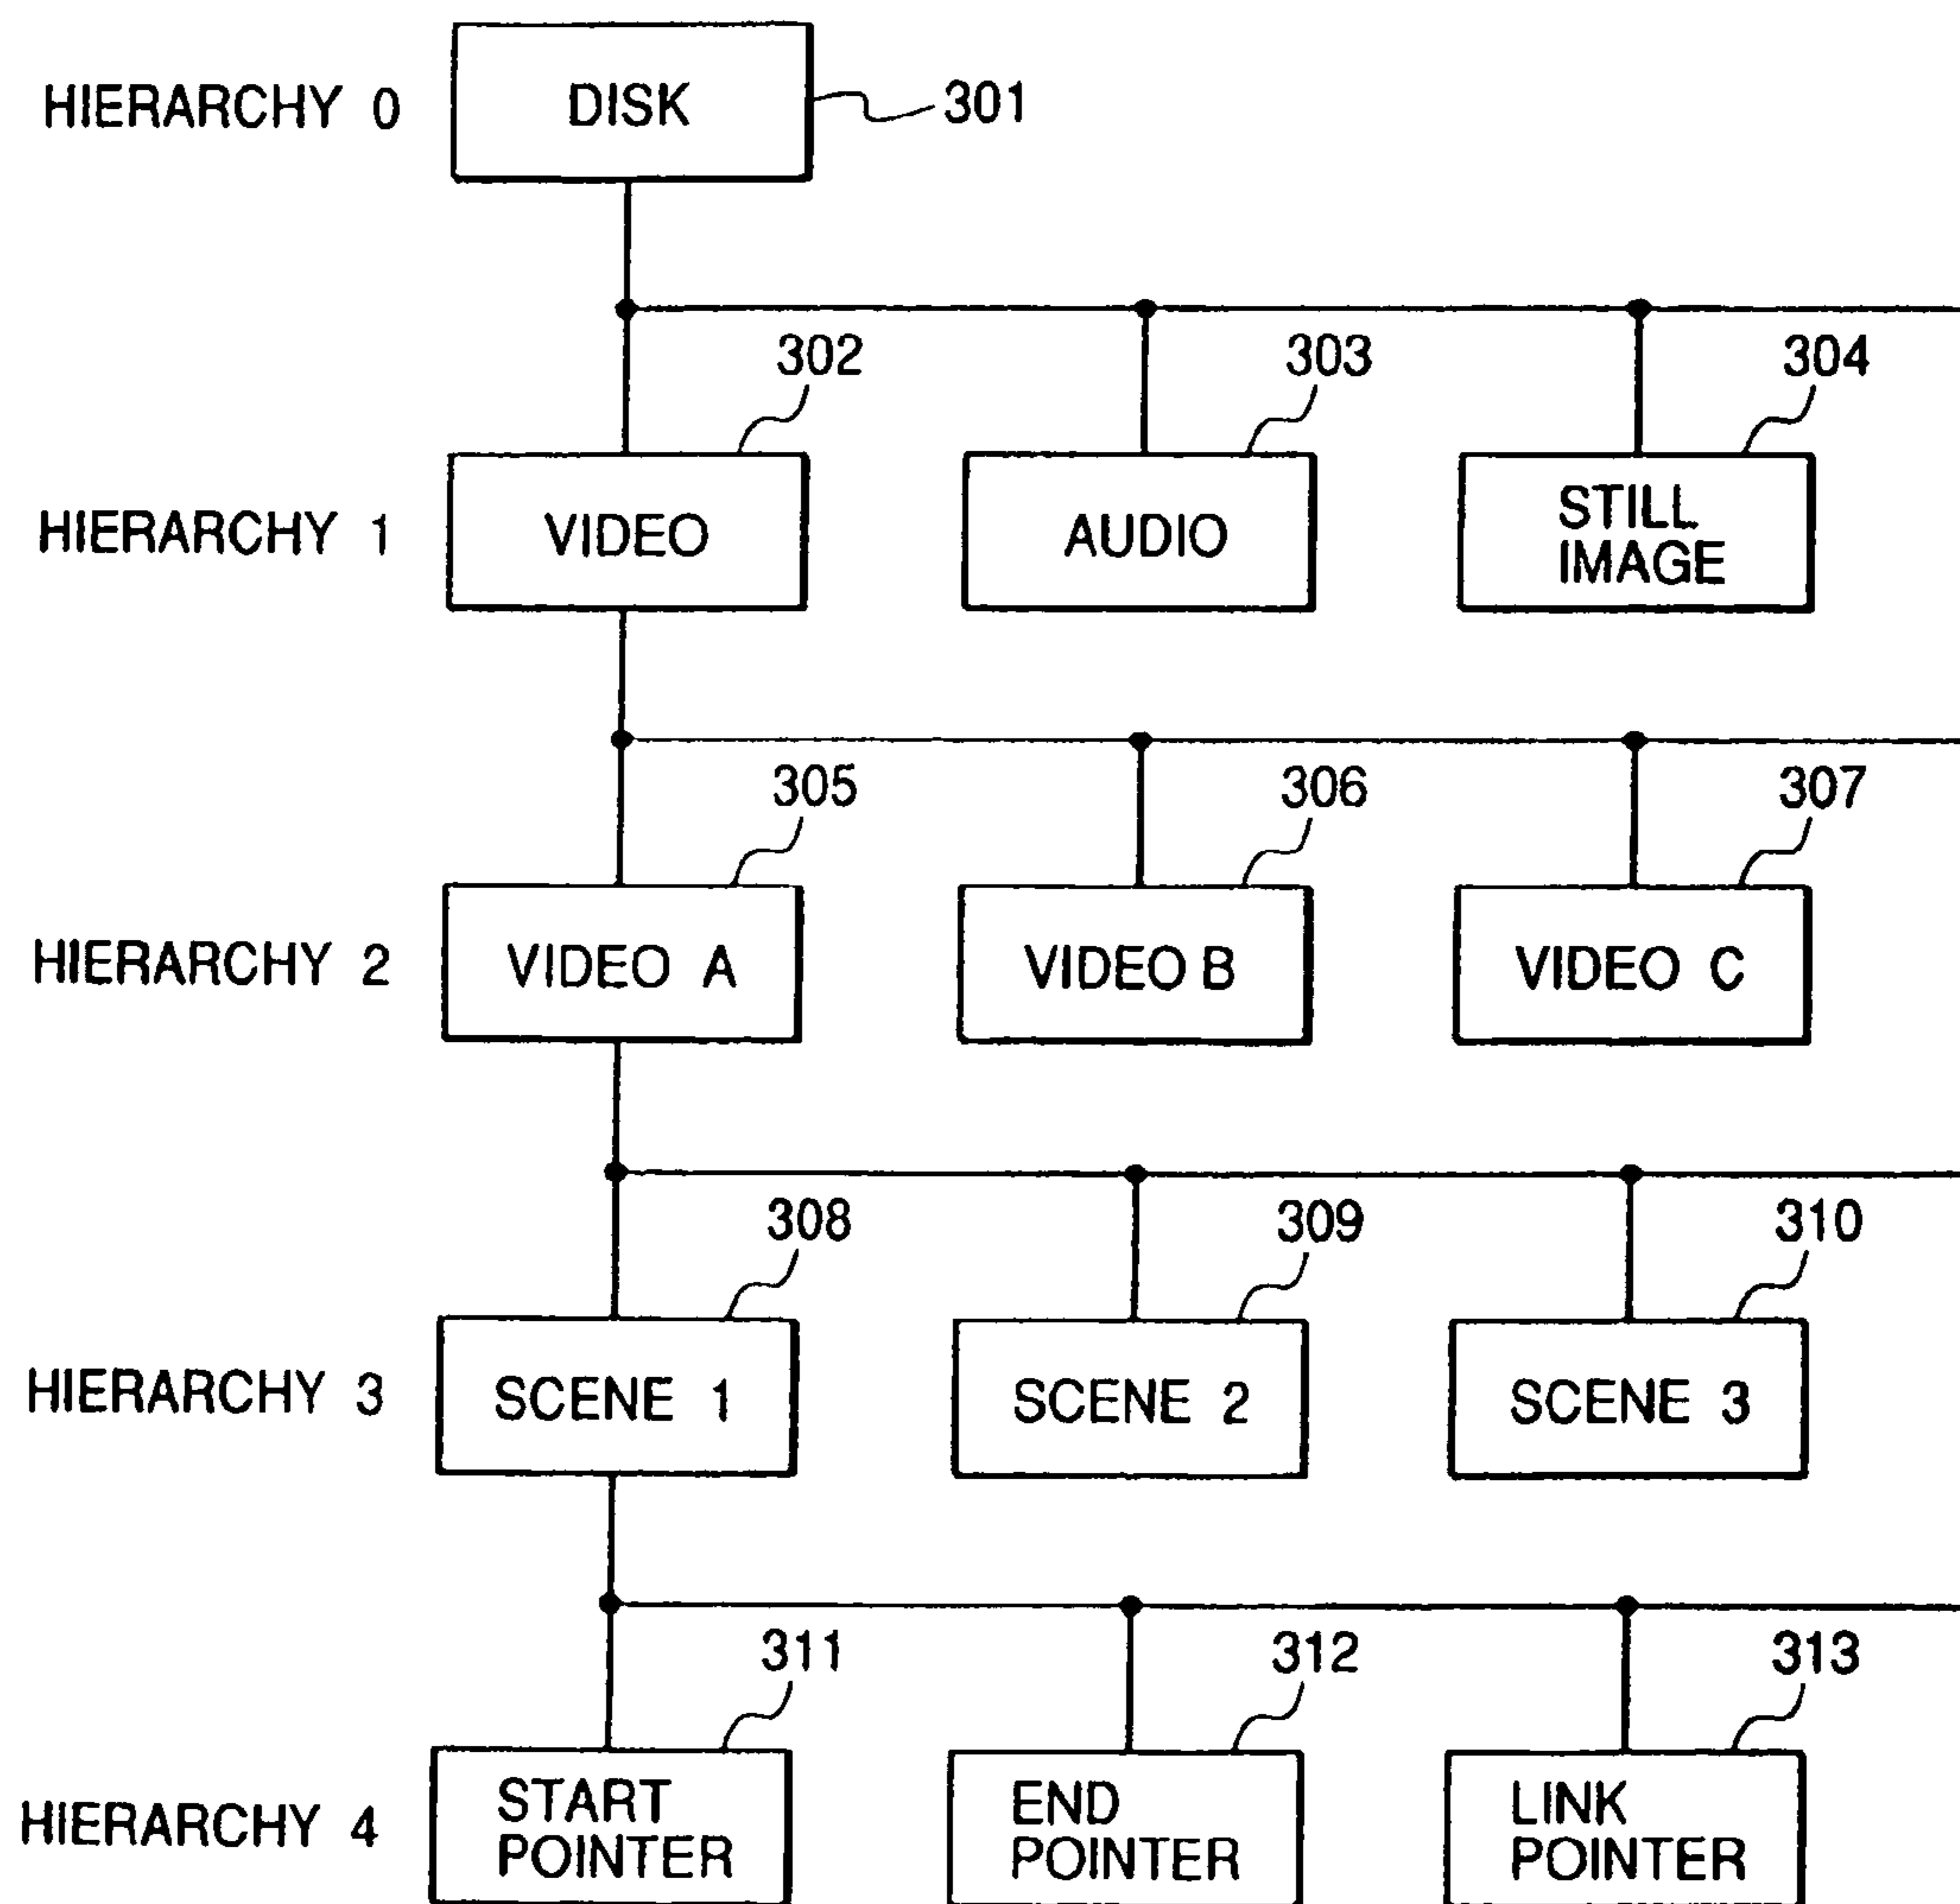 HIERARCHY 0
DISK
301
302
303
304
HIERARCHY 1
VIDEO
AUDIO
STILL
IMAGE
305
306
307
HIERARCHY 2
VIDEO A
VIDEO B
VIDEO C
308
309
310
HIERARCHY 3
SCENE 1
SCENE 2
SCENE 3
311
312
313
HIERARCHY 4
START
POINTER
END
POINTER
LINK
POINTER